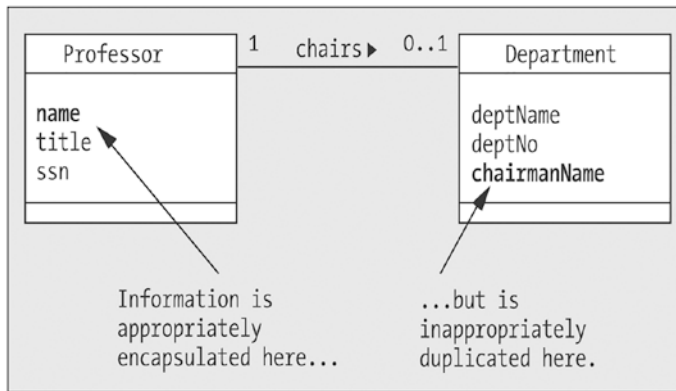 Professor
1 chairs▶ 0..1
Department
name
title
ssn
deptName
deptNo
chairmanName
Information is
appropriately
encapsulated here...
...but is
inappropriately
duplicated here.